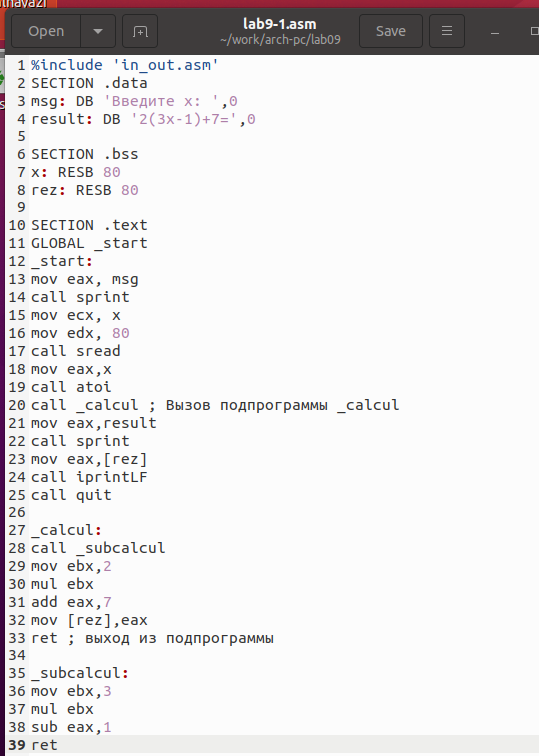 Open
lab9-1.asm
~/work/arch-pc/lab09
Save
1 %include 'in_out.asm'
2 SECTION .data
3 msg: DB 'Введите x: ',0
4 result: DB '2(3x-1)+7=',0
5
6 SECTION .bss
7 x: RESB 80
8 rez: RESB 80
9
10 SECTION .text
11 GLOBAL _start
12 _start:
13 mov eax, msg
14 call sprint
15 mov ecx, x
16 mov edx, 80
17 call sread
18 mov eax,x
19 call atoi
20 call _calcul ; Вызов подпрограммы _calcul
21 mov eax,result
22 call sprint
23 mov eax,[rez]
24 call iprintLF
25 call quit
26
27 _calcul:
28 call _subcalcul
29 mov ebx,2
30 mul ebx
31 add eax,7
32 mov [rez],eax
33 ret ; выход из подпрограммы
34
35 _subcalcul:
36 mov ebx,3
37 mul ebx
38 sub eax,1
39 ret